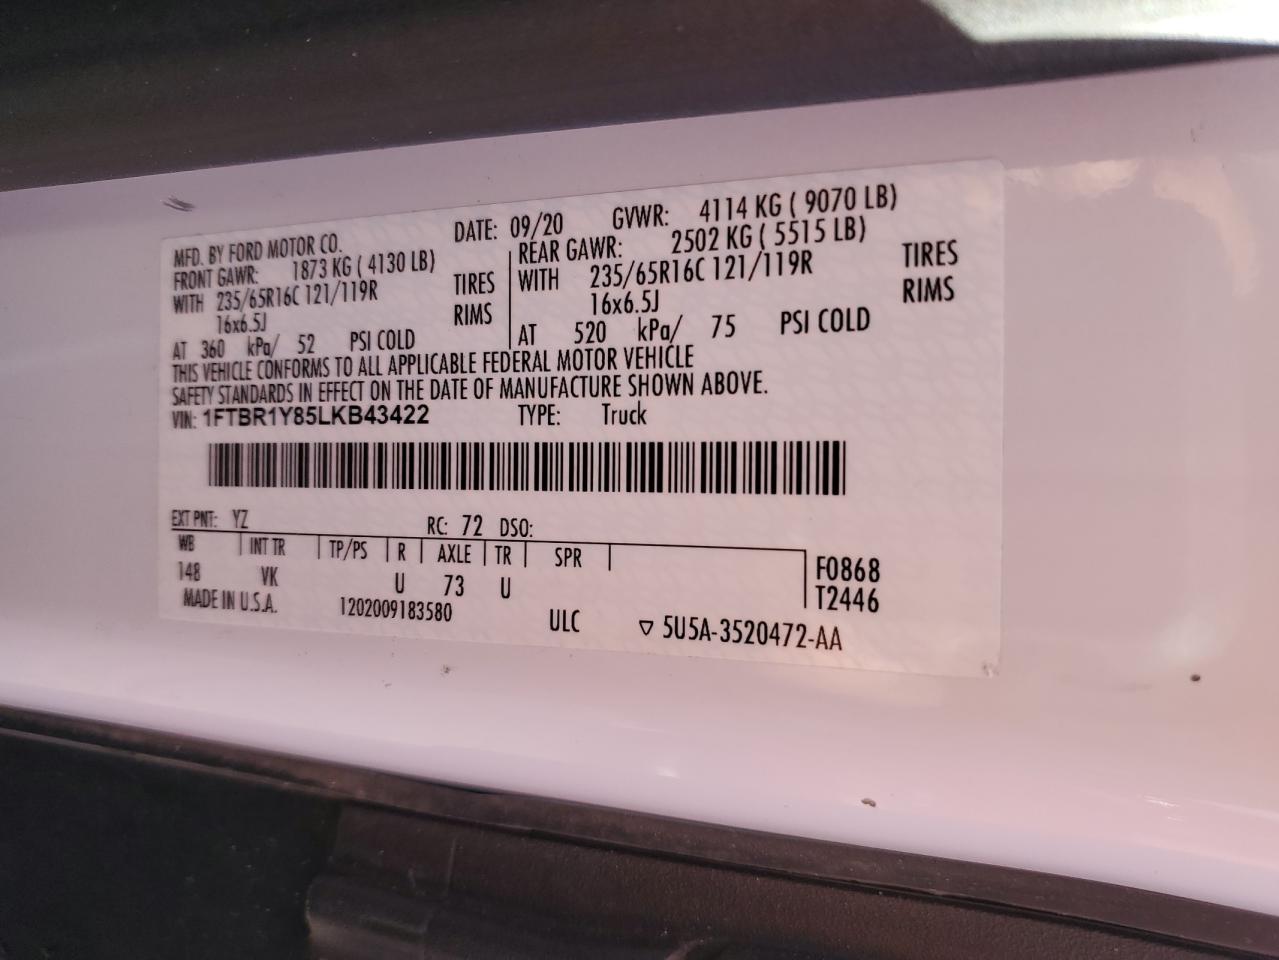 MFD. BY FORD MOTOR CO. DATE: 09/20 GVWR: 4114 KG ( 9070 LB)
FRONT GAWR: 1873 KG ( 4130 LB) REAR GAWR: 2502 KG ( 5515 LB)
WITH 235/65R16C 121/119R TIRES WITH 235/65R16C 121/119R TIRES
16x6.5J RIMS 16x6.5J RIMS
AT 360 kPa/ 52 PSI COLD AT 520 kPa/ 75 PSI COLD
THIS VEHICLE CONFORMS TO ALL APPLICABLE FEDERAL MOTOR VEHICLE
SAFETY STANDARDS IN EFFECT ON THE DATE OF MANUFACTURE SHOWN ABOVE.
VIN: 1FTBR1Y85LKB43422 TYPE: Truck
EXT PNT: YZ RC: 72 DSO:
WB INT TR TP/PS R AXLE TR SPR F0868
148 VK U 73 U T2446
MADE IN U.S.A. 1202009183580 ULC ▽ 5U5A-3520472-AA